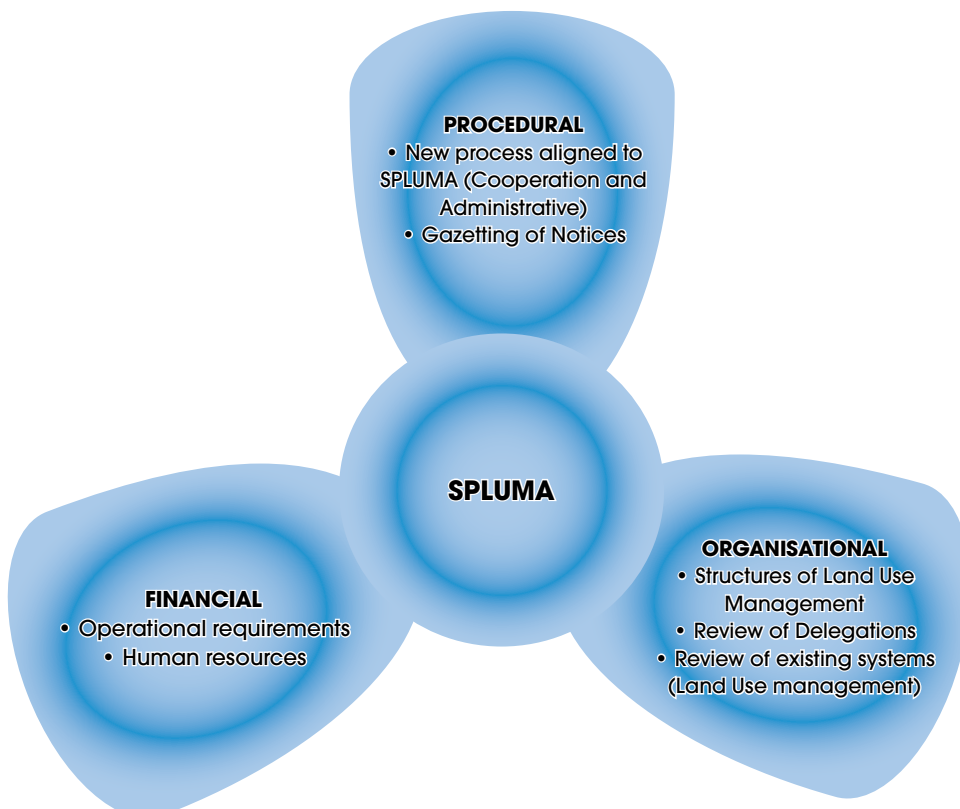 PROCEDURAL
• New process aligned to
SPLUMA (Cooperation and
Administrative)
• Gazetting of Notices
SPLUMA
FINANCIAL
• Operational requirements
• Human resources
ORGANISATIONAL
• Structures of Land Use
Management
• Review of Delegations
• Review of existing systems
(Land Use management)